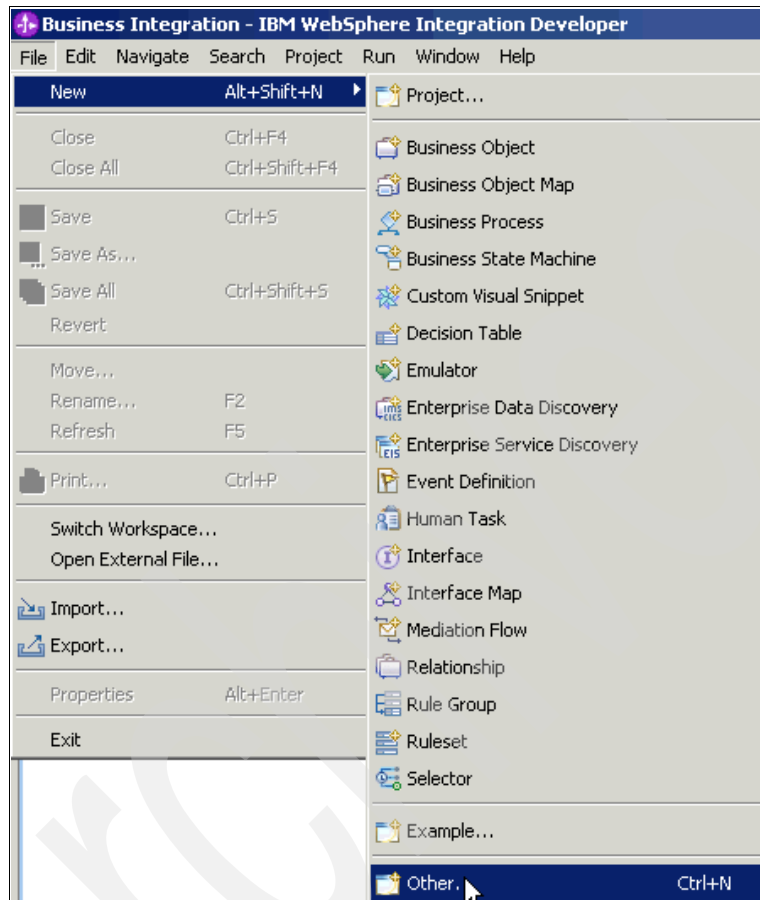 Business Integration - IBM WebSphere Integration Developer
File Edit Navigate Search Project Run Window Help
New Alt+Shift+N
Close Ctrl+F4
Close All Ctrl+Shift+F4
Save Ctrl+S
Save As...
Save All Ctrl+Shift+S
Revert
Move...
Rename... F2
Refresh F5
Print... Ctrl+P
Switch Workspace...
Open External File...
Import...
Export...
Properties Alt+Enter
Exit
Project...
Business Object
Business Object Map
Business Process
Business State Machine
Custom Visual Snippet
Decision Table
Emulator
Enterprise Data Discovery
Enterprise Service Discovery
Event Definition
Human Task
Interface
Interface Map
Mediation Flow
Relationship
Rule Group
Ruleset
Selector
Example...
Other. Ctrl+N